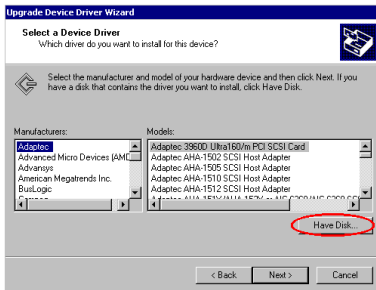 Upgrade Device Driver Wizard
Select a Device Driver
Which driver do you want to install for this device?
Select the manufacturer and model of your hardware device and then click Next. If you
have a disk that contains the driver you want to install, click Have Disk.
Manufacturers:
Adaptec
Advanced Micro Devices (AMD
Advansys
American Megatrends Inc.
BusLogic
Models:
Adaptec 3960D Ultra160/m PCI SCSI Card
Adaptec AHA-1502 SCSI Host Adapter
Adaptec AHA-1505 SCSI Host Adapter
Adaptec AHA-1510 SCSI Host Adapter
Adaptec AHA-1512 SCSI Host Adapter
Have Disk...
< Back
Next >
Cancel